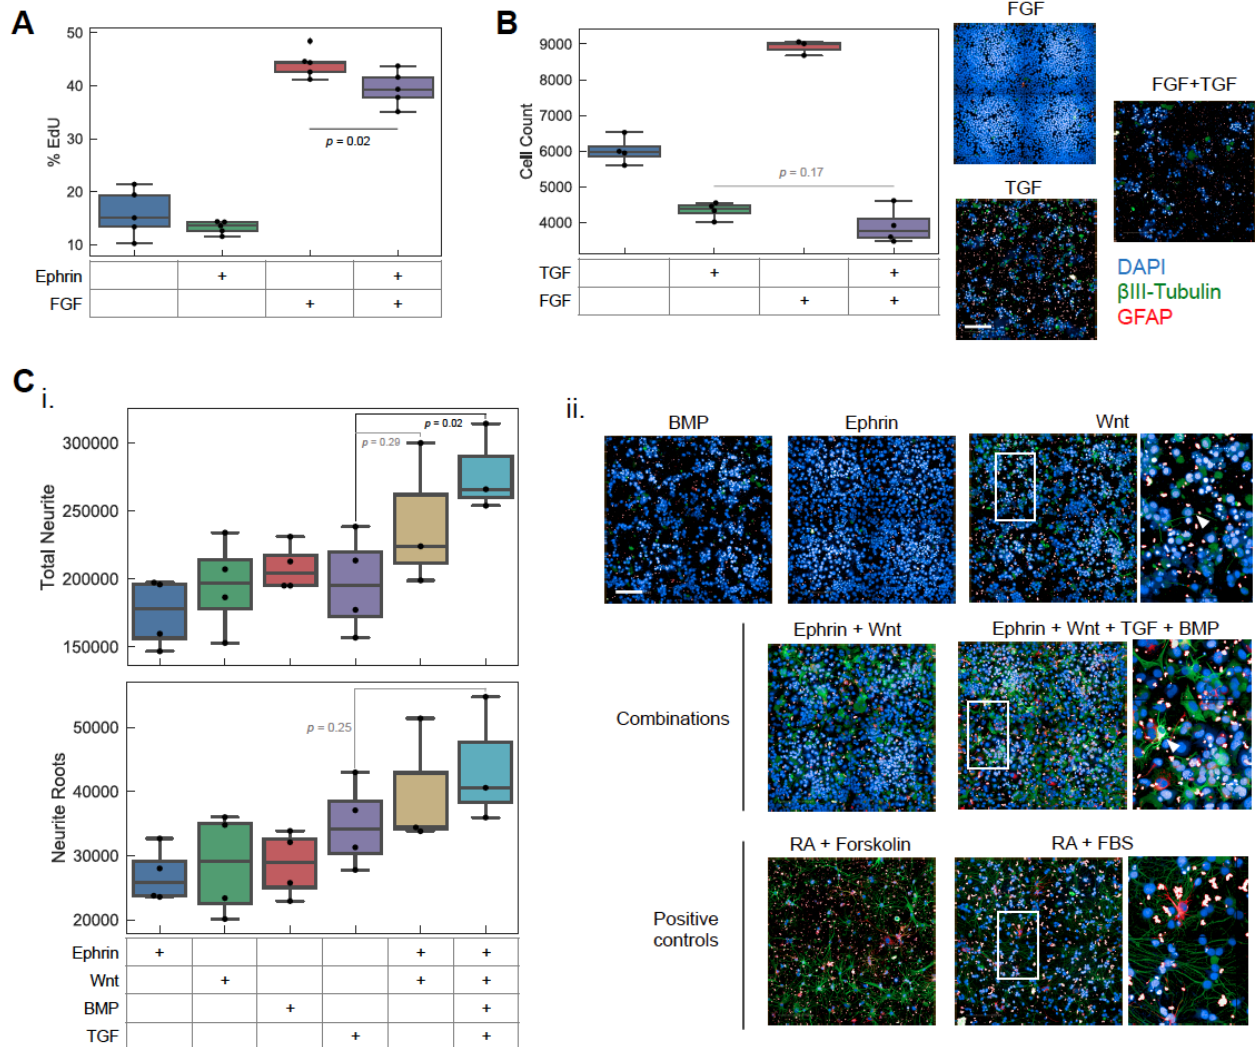 A
50
40
30
20
10
% EdU
p = 0.02
Ephrin + +
FGF + +
B
9000
8000
7000
6000
5000
4000
Cell Count
p = 0.17
TGF + +
FGF + +
FGF
FGF+TGF
TGF
DAPI
βIII-Tubulin
GFAP
C
i.
300000
250000
200000
150000
Total Neurite
p = 0.02
p = 0.29
50000
40000
30000
20000
Neurite Roots
p = 0.25
Ephrin + + +
Wnt + + +
BMP + +
TGF + +
ii.
BMP Ephrin Wnt
Ephrin + Wnt Ephrin + Wnt + TGF + BMP
Combinations
RA + Forskolin RA + FBS
Positive
controls